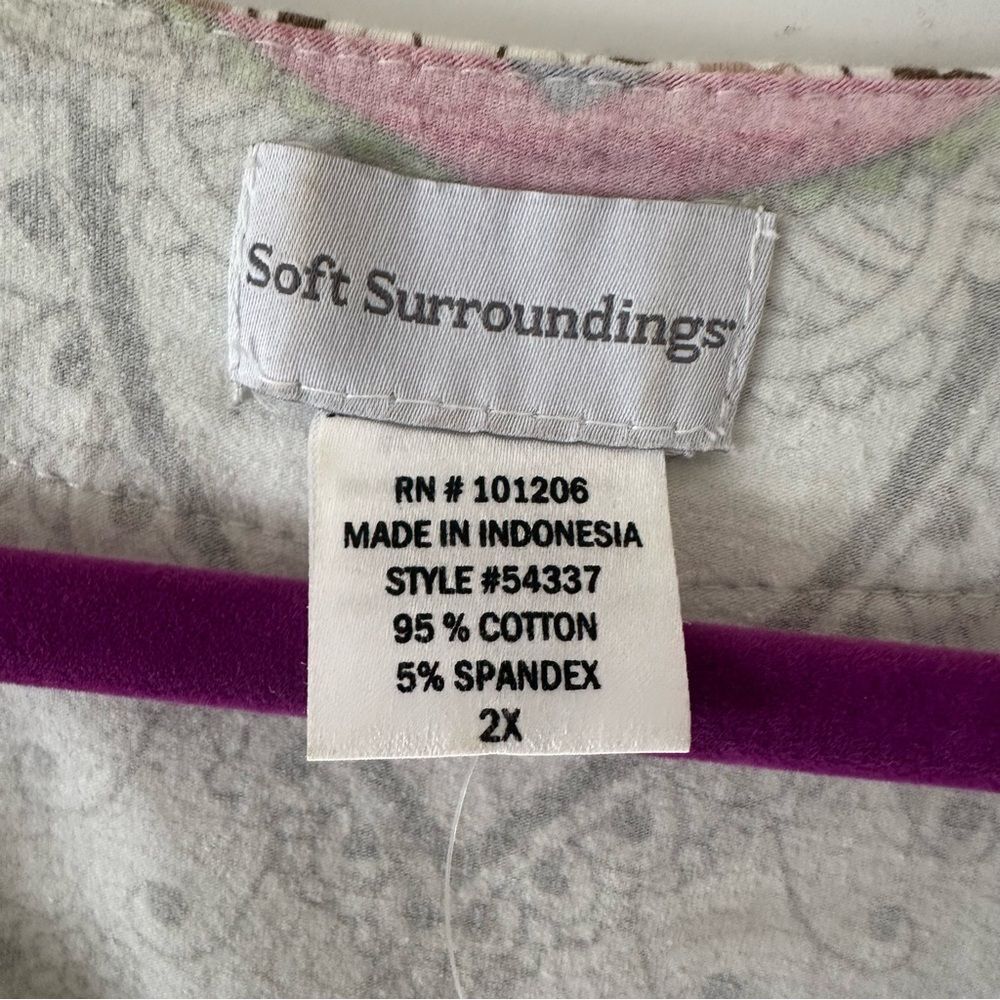 Soft Surroundings
RN # 101206
MADE IN INDONESIA
STYLE #54337
95 % COTTON
5% SPANDEX
2X